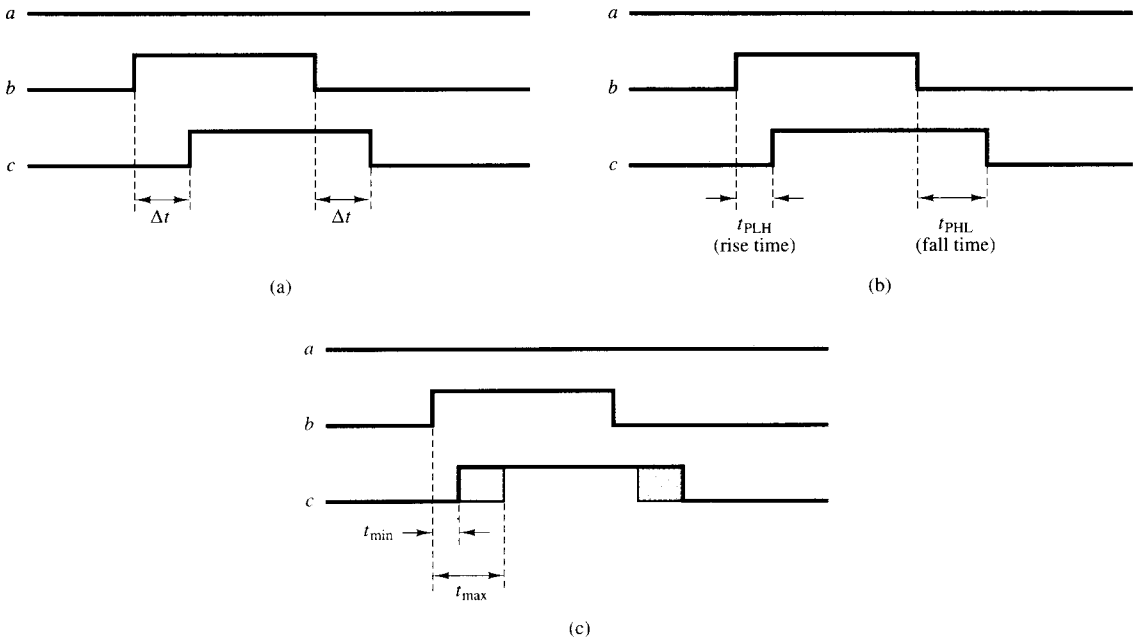 a
b
c
Δt
Δt
(a)
a
b
c
t_PLH
(rise time)
t_PHL
(fall time)
(b)
a
b
c
t_min
t_max
(c)